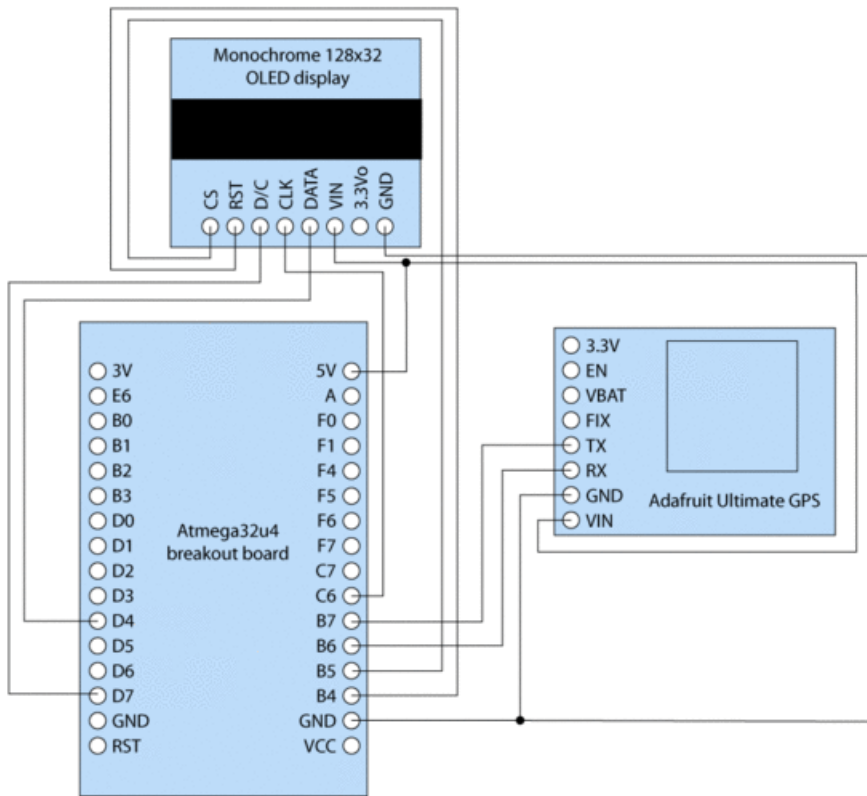 Monochrome 128x32
OLED display
CS
RST
D/C
CLK
DATA
VIN
3.3Vo
GND
3V
E6
B0
B1
B2
B3
D0
D1
D2
D3
D4
D5
D6
D7
GND
RST
Atmega32u4
breakout board
5V
A
F0
F1
F4
F5
F6
F7
C7
C6
B7
B6
B5
B4
GND
VCC
3.3V
EN
VBAT
FIX
TX
RX
GND
VIN
Adafruit Ultimate GPS